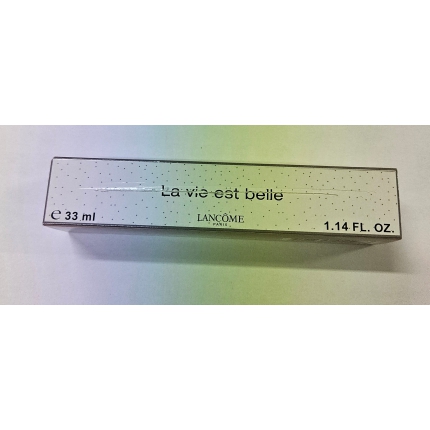 La vie est belle
℮ 33 ml
LANCÔME
PARIS
1.14 FL. OZ.